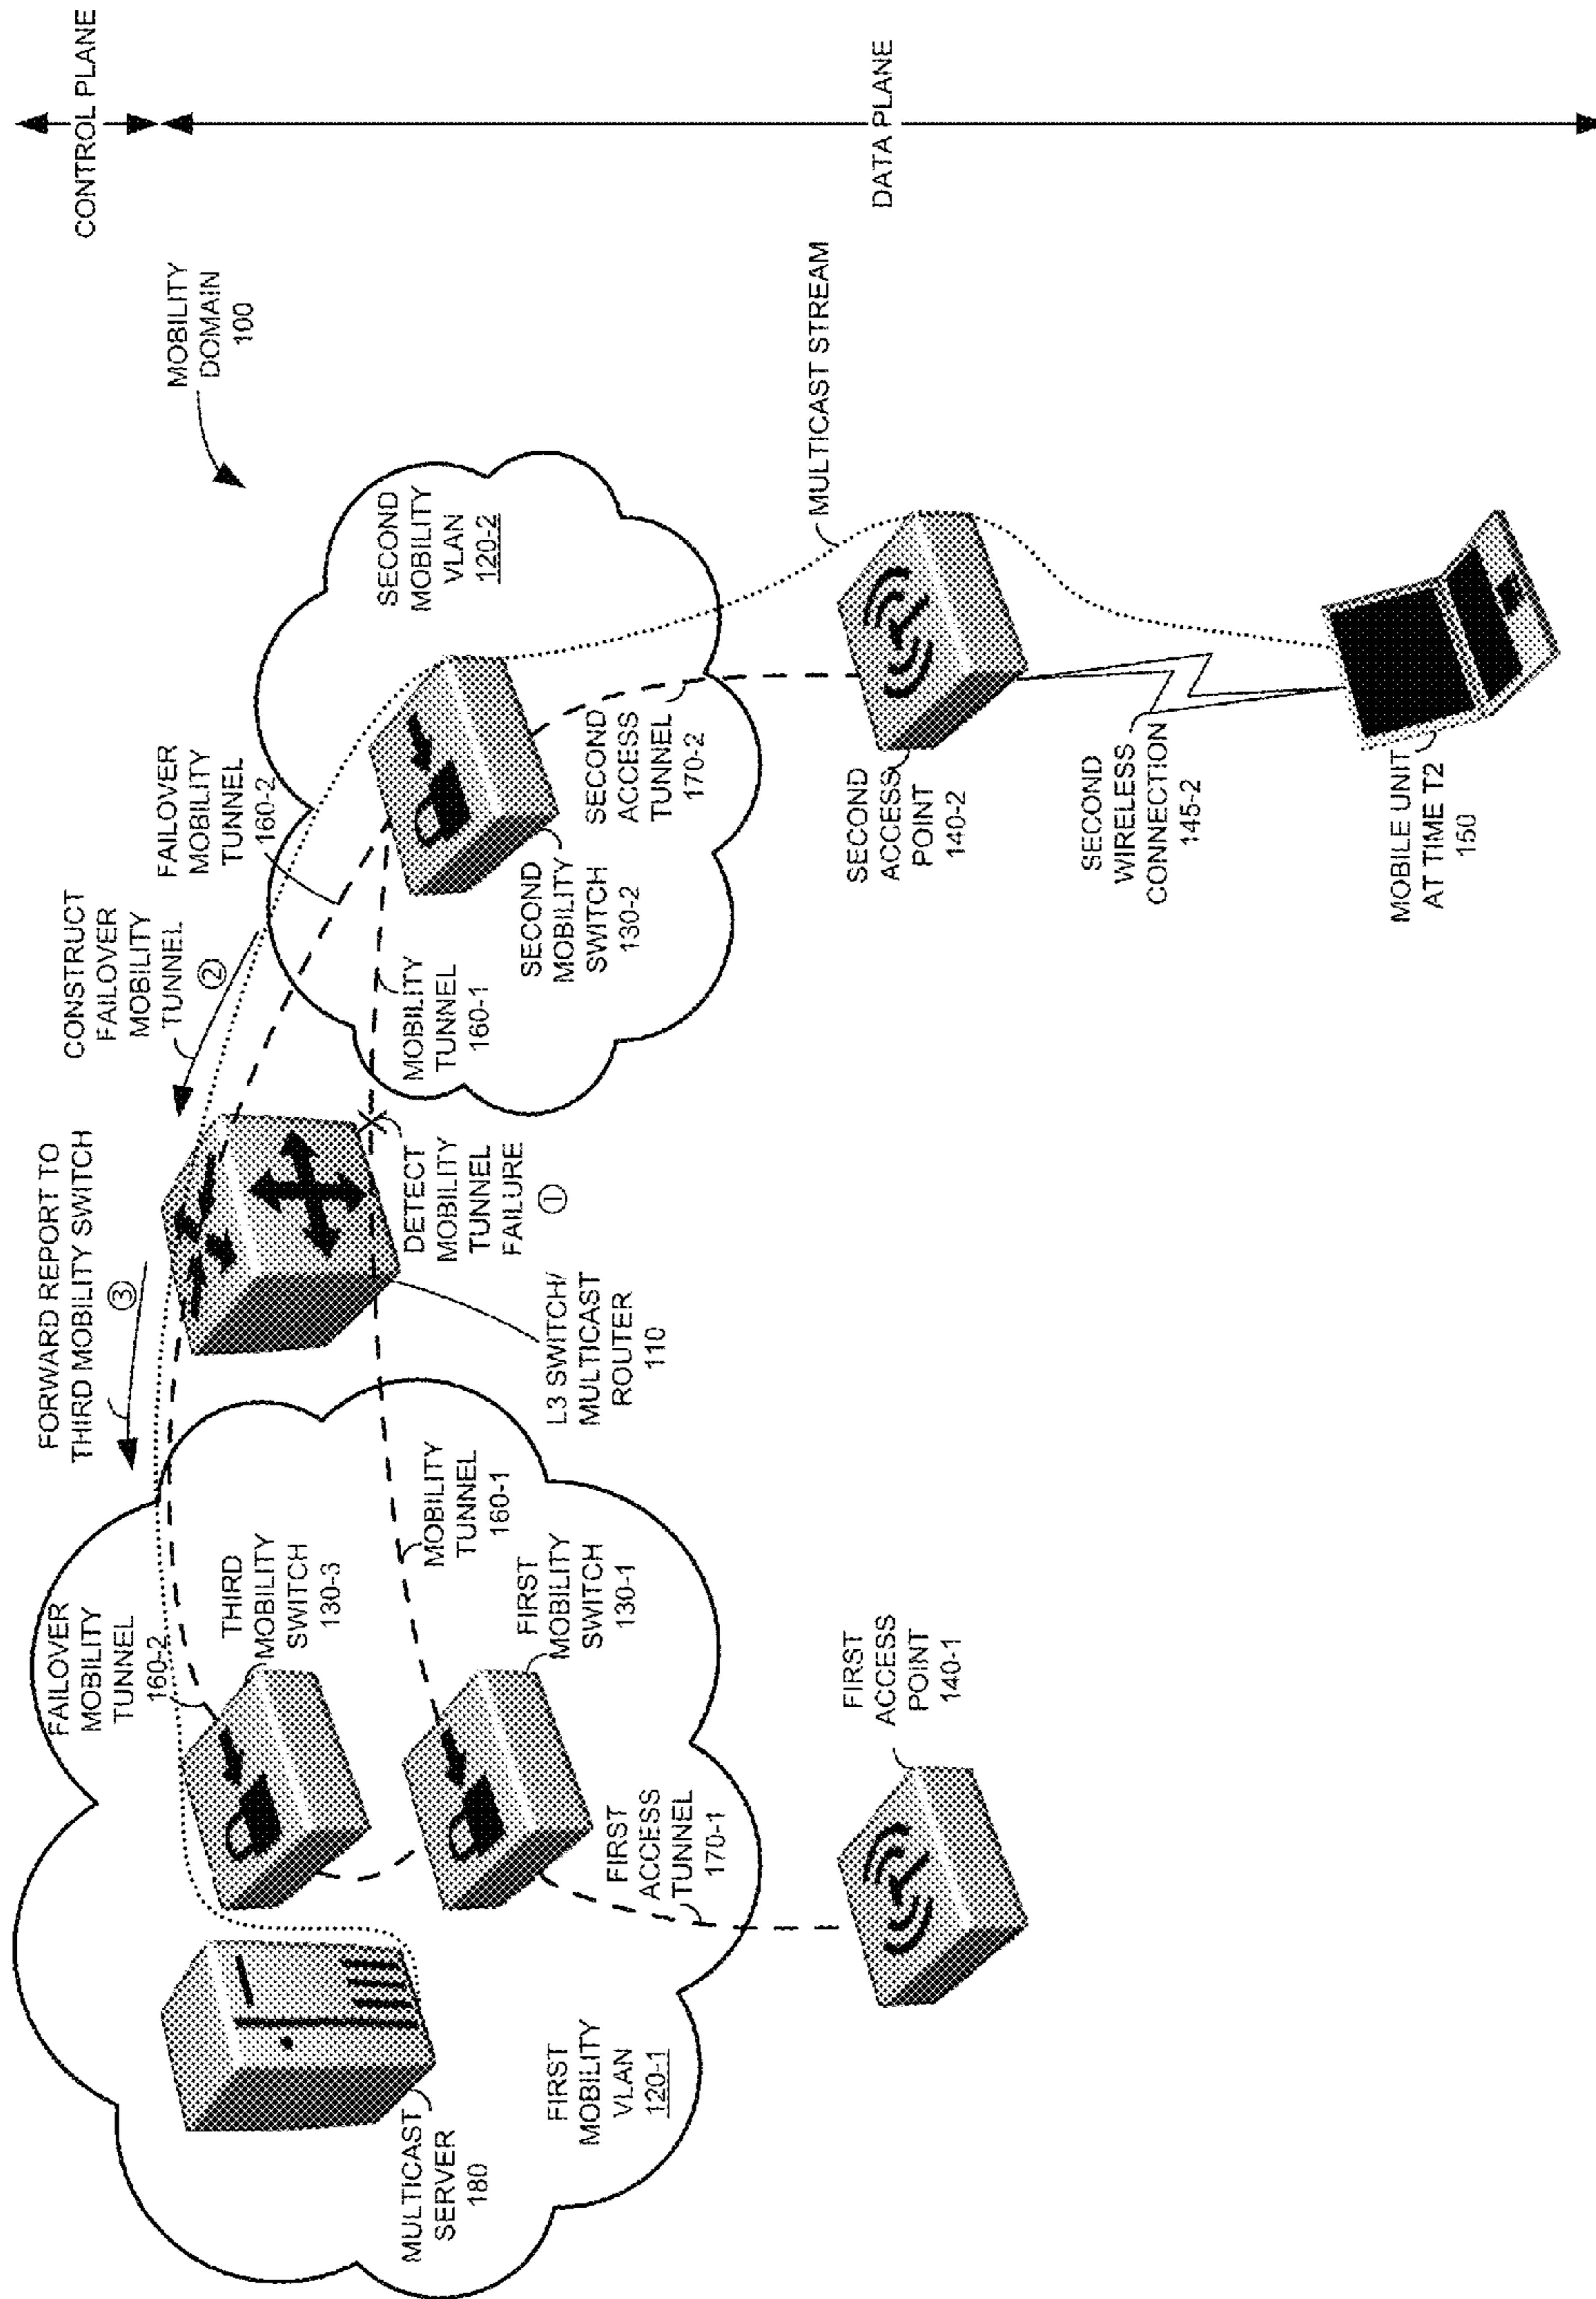 FORWARD REPORT TO
THIRD MOBILITY SWITCH
③
CONSTRUCT
FAILOVER
MOBILITY
TUNNEL
②
CONTROL PLANE
FAILOVER
MOBILITY
TUNNEL
160-2
FAILOVER
MOBILITY
TUNNEL
160-2
MOBILITY
DOMAIN
100
THIRD
MOBILITY
SWITCH
130-3
SECOND
MOBILITY
VLAN
120-2
MULTICAST
SERVER
180
MOBILITY
TUNNEL
160-1
DETECT
MOBILITY
TUNNEL
FAILURE
①
MOBILITY
TUNNEL
160-1
FIRST
MOBILITY
SWITCH
130-1
SECOND
MOBILITY
SWITCH
130-2
FIRST
MOBILITY
VLAN
120-1
FIRST
ACCESS
TUNNEL
170-1
L3 SWITCH/
MULTICAST
ROUTER
110
SECOND
ACCESS
TUNNEL
170-2
MULTICAST STREAM
FIRST
ACCESS
POINT
140-1
SECOND
ACCESS
POINT
140-2
DATA PLANE
SECOND
WIRELESS
CONNECTION
145-2
MOBILE UNIT
AT TIME T2
150